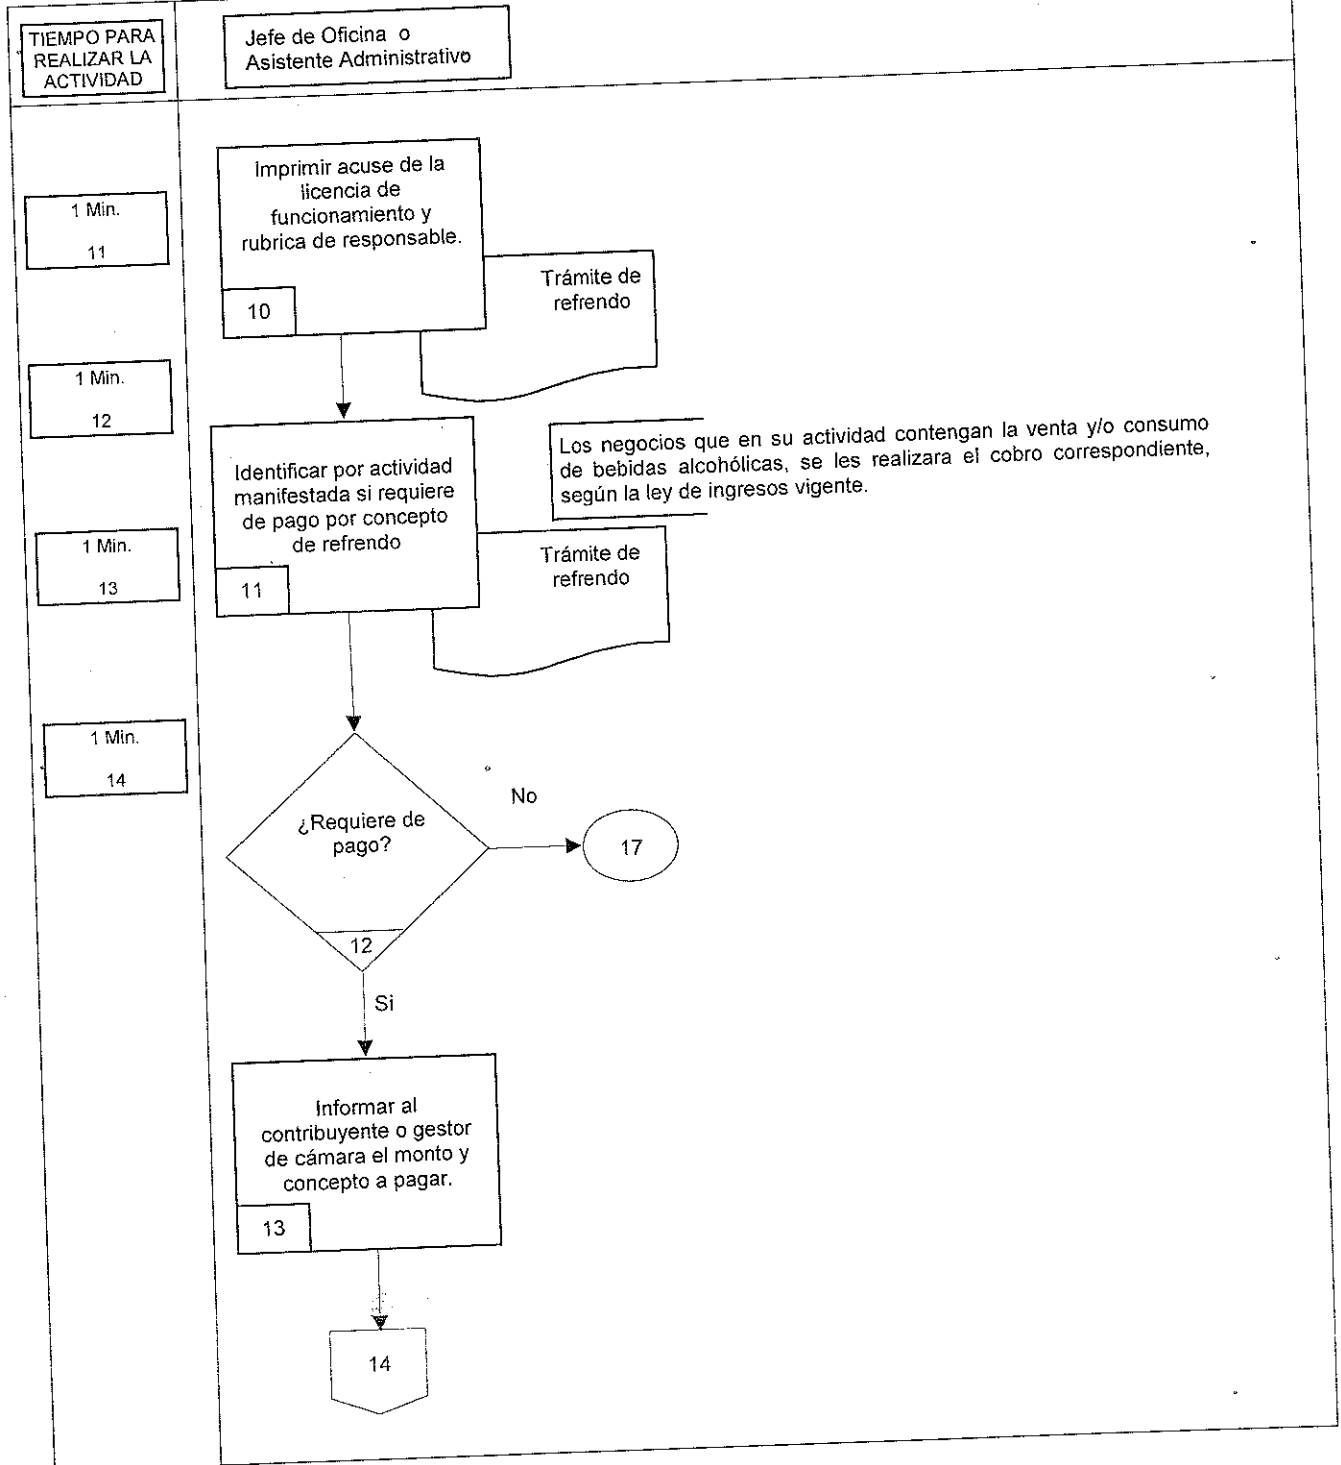 TIEMPO PARA
REALIZAR LA
ACTIVIDAD
Jefe de Oficina o
Asistente Administrativo
1 Min.
11
Imprimir acuse de la
licencia de
funcionamiento y
rubrica de responsable.
10
Trámite de
refrendo
1 Min.
12
Identificar por actividad
manifestada si requiere
de pago por concepto
de refrendo
11
Los negocios que en su actividad contengan la venta y/o consumo
de bebidas alcohólicas, se les realizara el cobro correspondiente,
según la ley de ingresos vigente.
Trámite de
refrendo
1 Min.
13
1 Min.
14
¿Requiere de
pago?
12
No
17
Si
Informar al
contribuyente o gestor
de cámara el monto y
concepto a pagar.
13
14